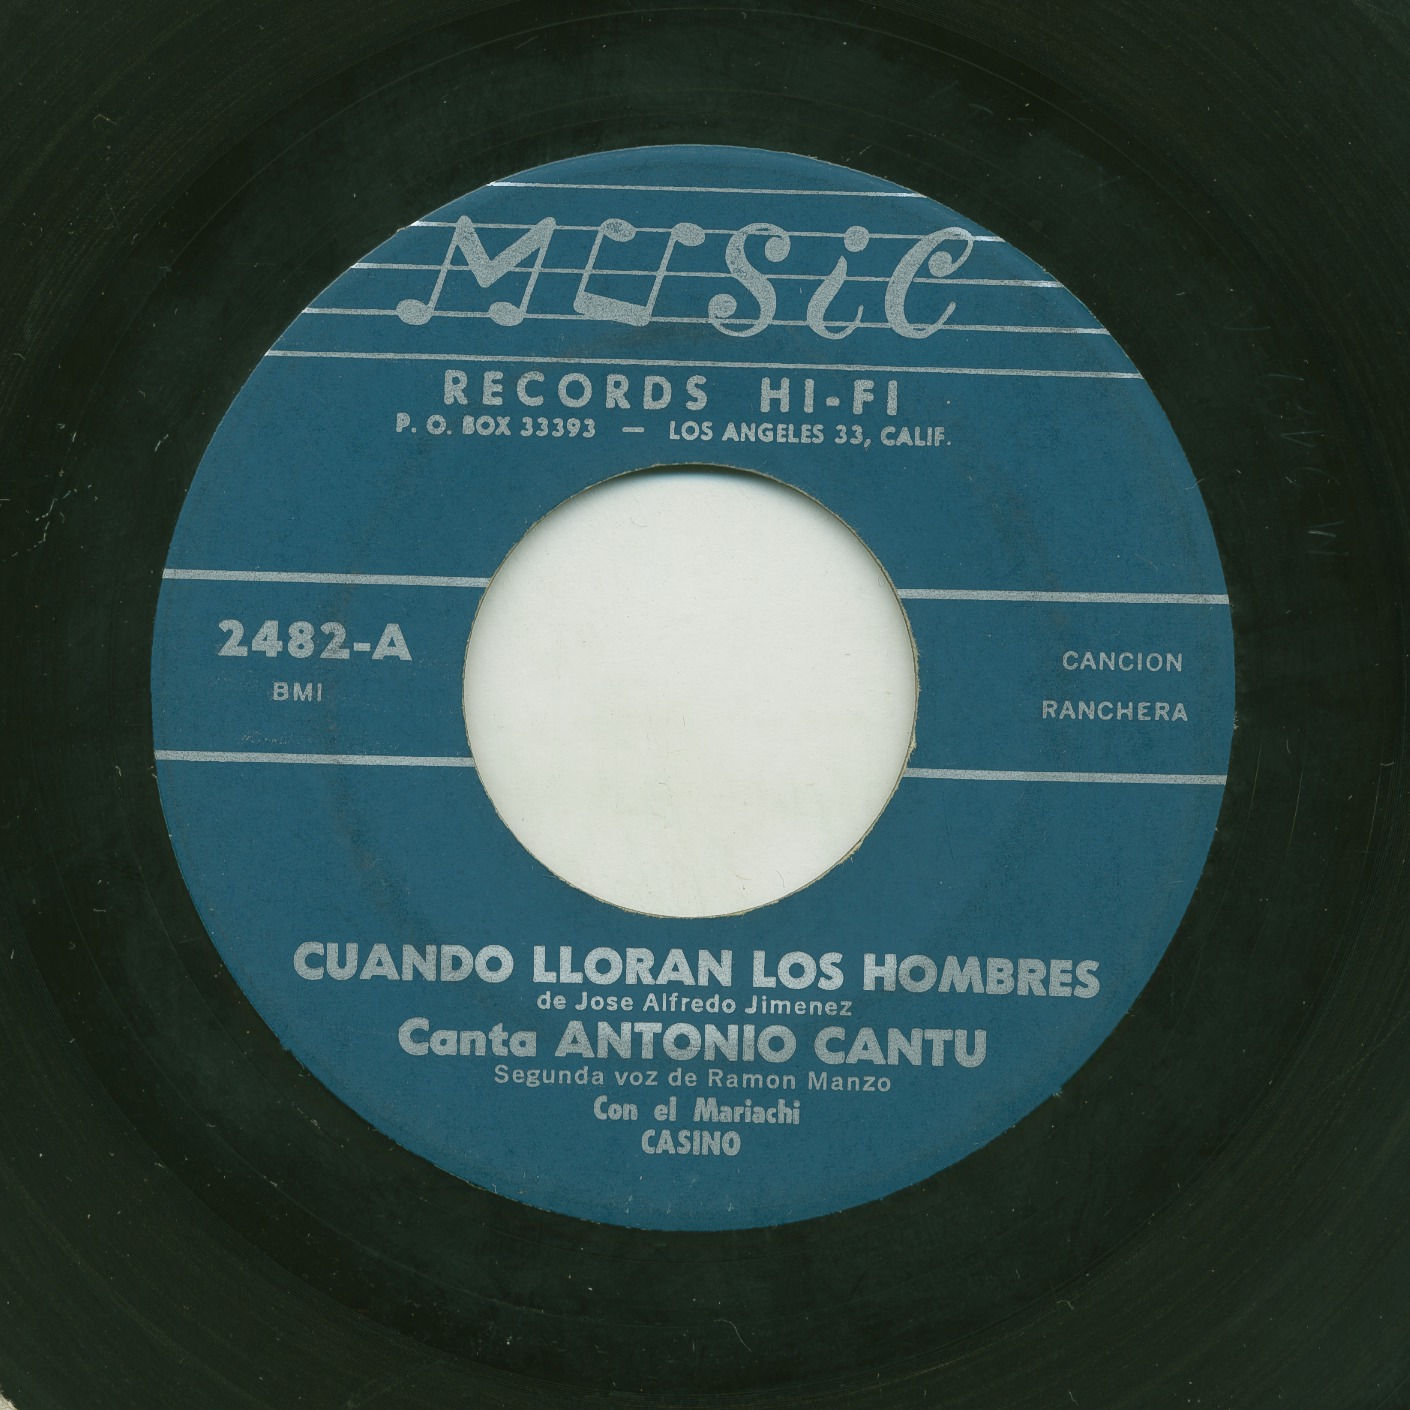 MUSiC
RECORDS HI-FI
P. O. BOX 33393 — LOS ANGELES 33, CALIF.
2482-A
BMI
CANCION
RANCHERA
CUANDO LLORAN LOS HOMBRES
de Jose Alfredo Jimenez
Canta ANTONIO CANTU
Segunda voz de Ramon Manzo
Con el Mariachi
CASINO